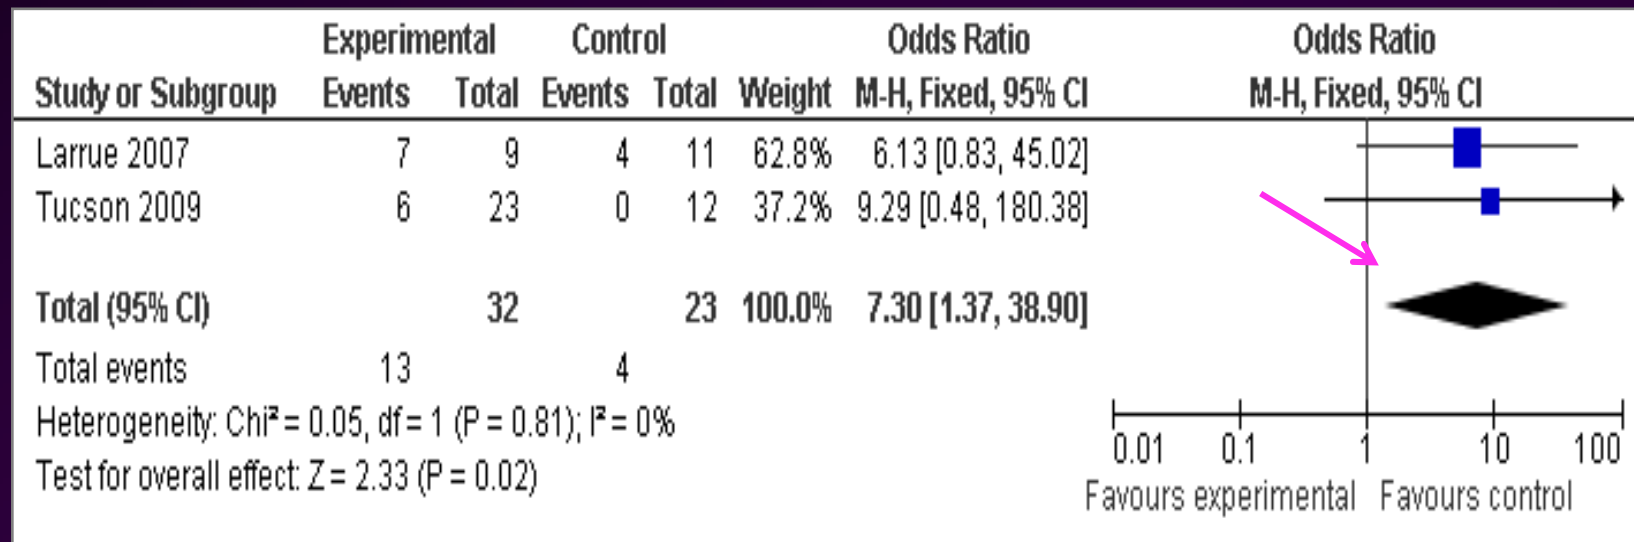 Experimental Control Odds Ratio Odds Ratio
Study or Subgroup Events Total Events Total Weight M-H, Fixed, 95% CI M-H, Fixed, 95% CI
Larrue 2007 7 9 4 11 62.8% 6.13 [0.83, 45.02]
Tucson 2009 6 23 0 12 37.2% 9.29 [0.48, 180.38]
Total (95% CI) 32 23 100.0% 7.30 [1.37, 38.90]
Total events 13 4
Heterogeneity: Chi² = 0.05, df = 1 (P = 0.81); I² = 0%
Test for overall effect: Z = 2.33 (P = 0.02)
0.01 0.1 1 10 100
Favours experimental Favours control